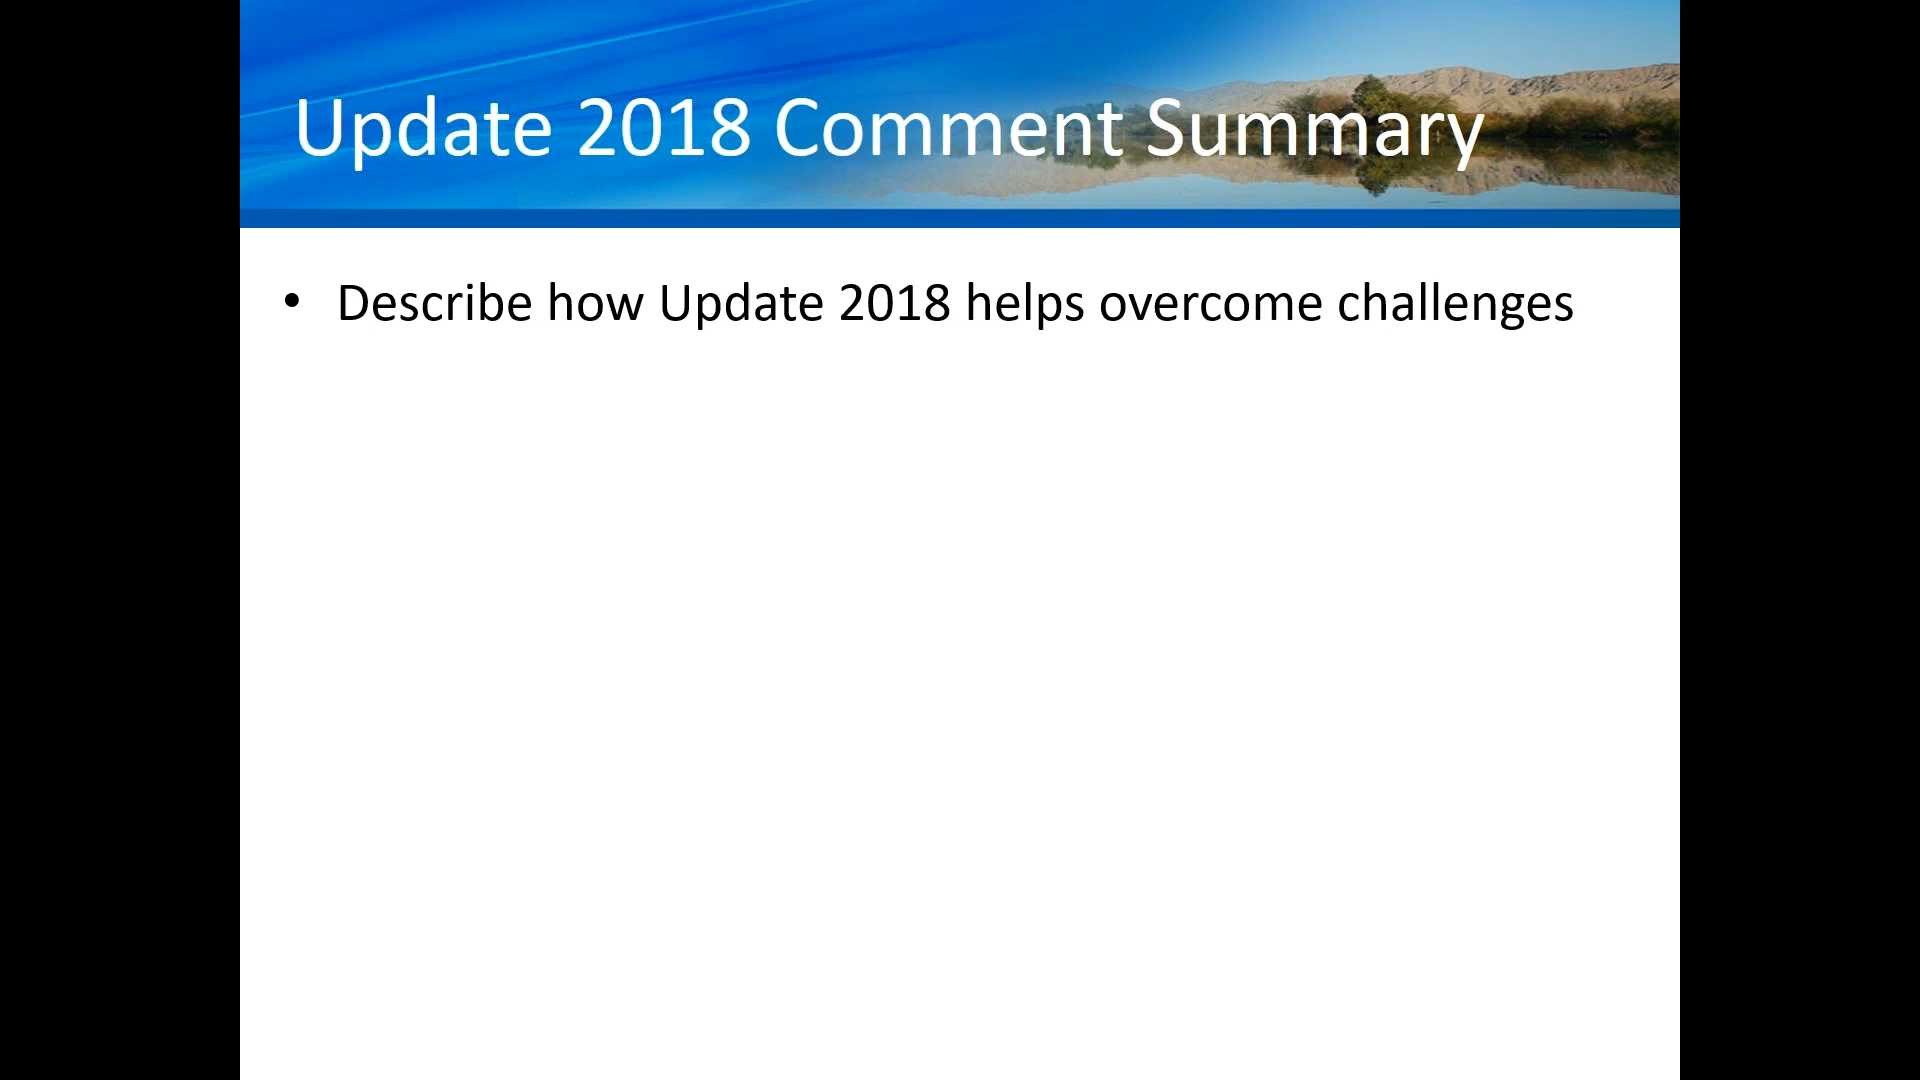 Update 2018 Comment Summary
• Describe how Update 2018 helps overcome challenges